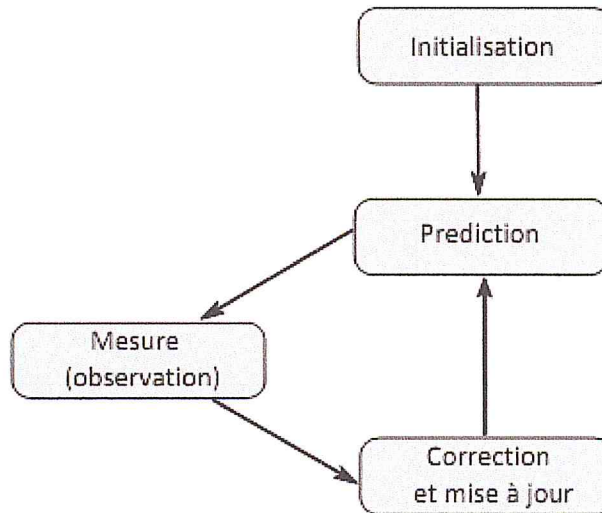 Initialisation
Prediction
Mesure
(observation)
Correction
et mise à jour